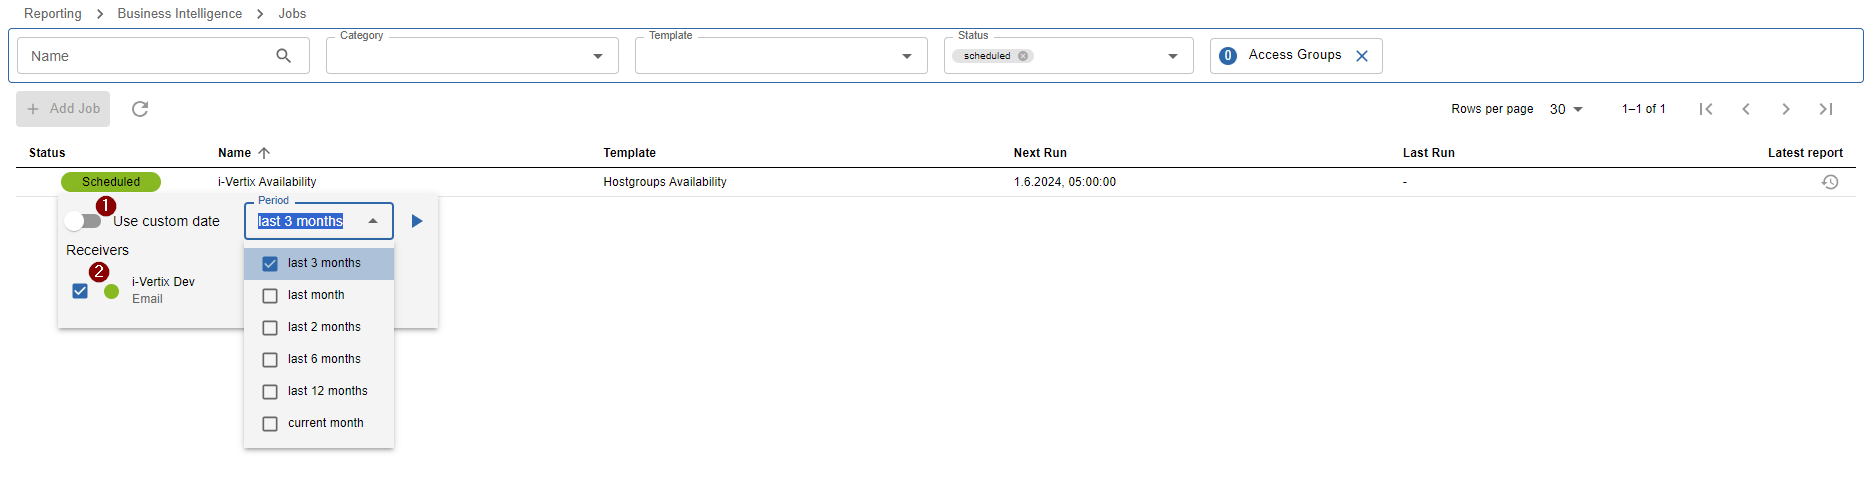 Reporting > Business Intelligence > Jobs
Name
Category
Template
Status
scheduled
0 Access Groups
+ Add Job
Rows per page 30 1–1 of 1
Status Name Template Next Run Last Run Latest report
Scheduled i-Vertix Availability Hostgroups Availability 1.6.2024, 05:00:00 -
1 Use custom date
Period
last 3 months
Receivers
2 i-Vertix Dev
Email
last 3 months
last month
last 2 months
last 6 months
last 12 months
current month